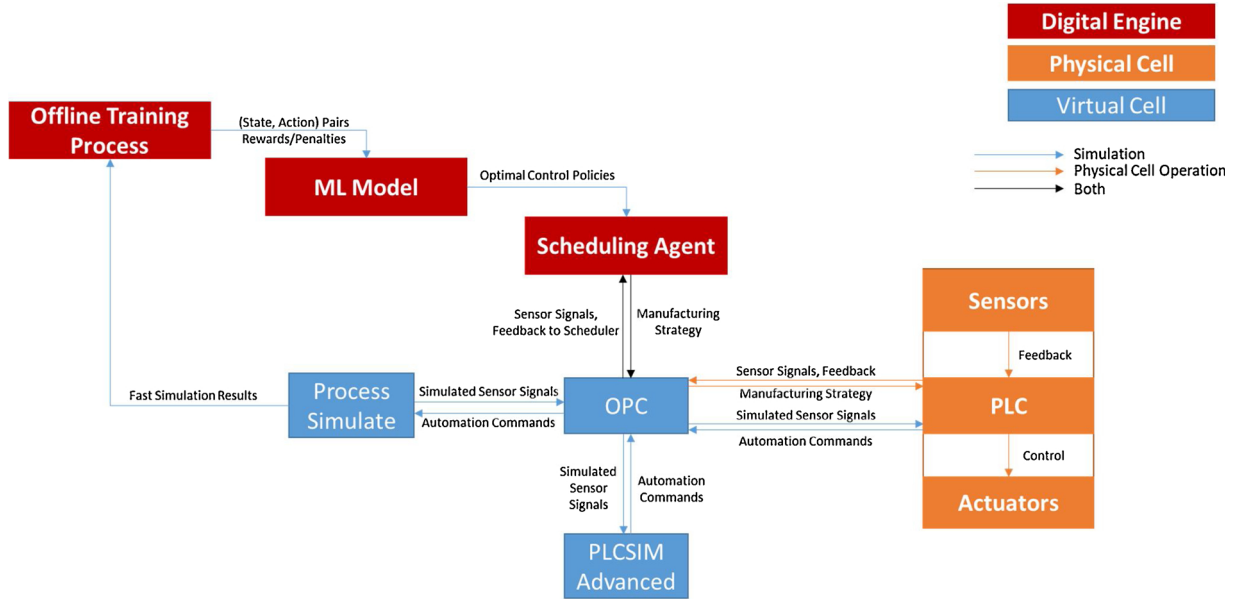 Digital Engine
Physical Cell
Virtual Cell
Simulation
Physical Cell Operation
Both
Offline Training
Process
(State, Action) Pairs
Rewards/Penalties
ML Model
Optimal Control Policies
Scheduling Agent
Sensor Signals,
Feedback to Scheduler
Manufacturing
Strategy
Sensors
Feedback
PLC
Control
Actuators
Fast Simulation Results
Process
Simulate
Simulated Sensor Signals
Automation Commands
OPC
Sensor Signals, Feedback
Manufacturing Strategy
Simulated Sensor Signals
Automation Commands
Simulated
Sensor
Signals
Automation
Commands
PLCSIM
Advanced